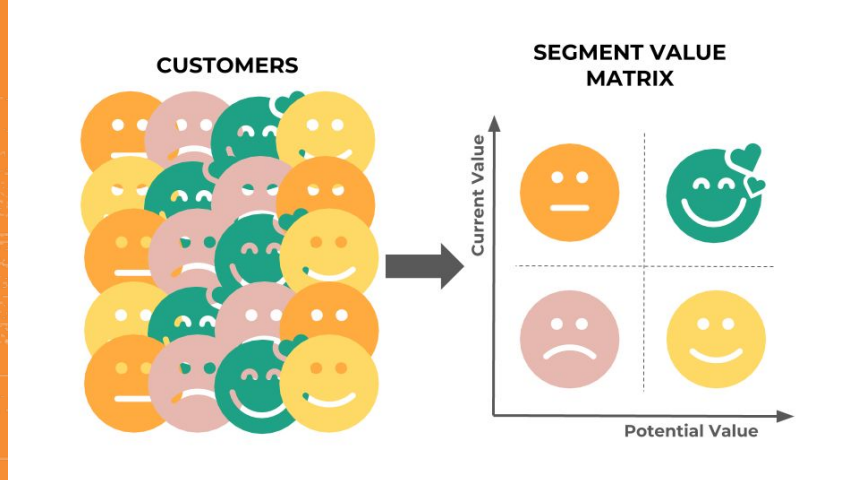 CUSTOMERS
SEGMENT VALUE
MATRIX
Current Value
Potential Value